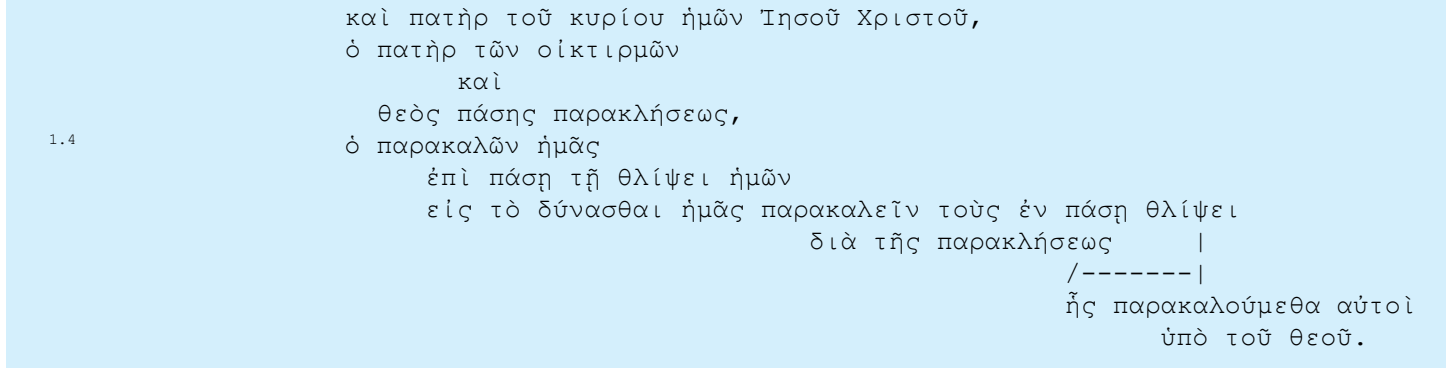 καὶ πατὴρ τοῦ κυρίου ἡμῶν Ἰησοῦ Χριστοῦ,
ὁ πατὴρ τῶν οἰκτιρμῶν
καὶ
θεὸς πάσης παρακλήσεως,
1.4 ὁ παρακαλῶν ἡμᾶς
ἐπὶ πάσῃ τῇ θλίψει ἡμῶν
εἰς τὸ δύνασθαι ἡμᾶς παρακαλεῖν τοὺς ἐν πάσῃ θλίψει
διὰ τῆς παρακλήσεως |
/-------|
ἧς παρακαλούμεθα αὐτοὶ
ὑπὸ τοῦ θεοῦ.